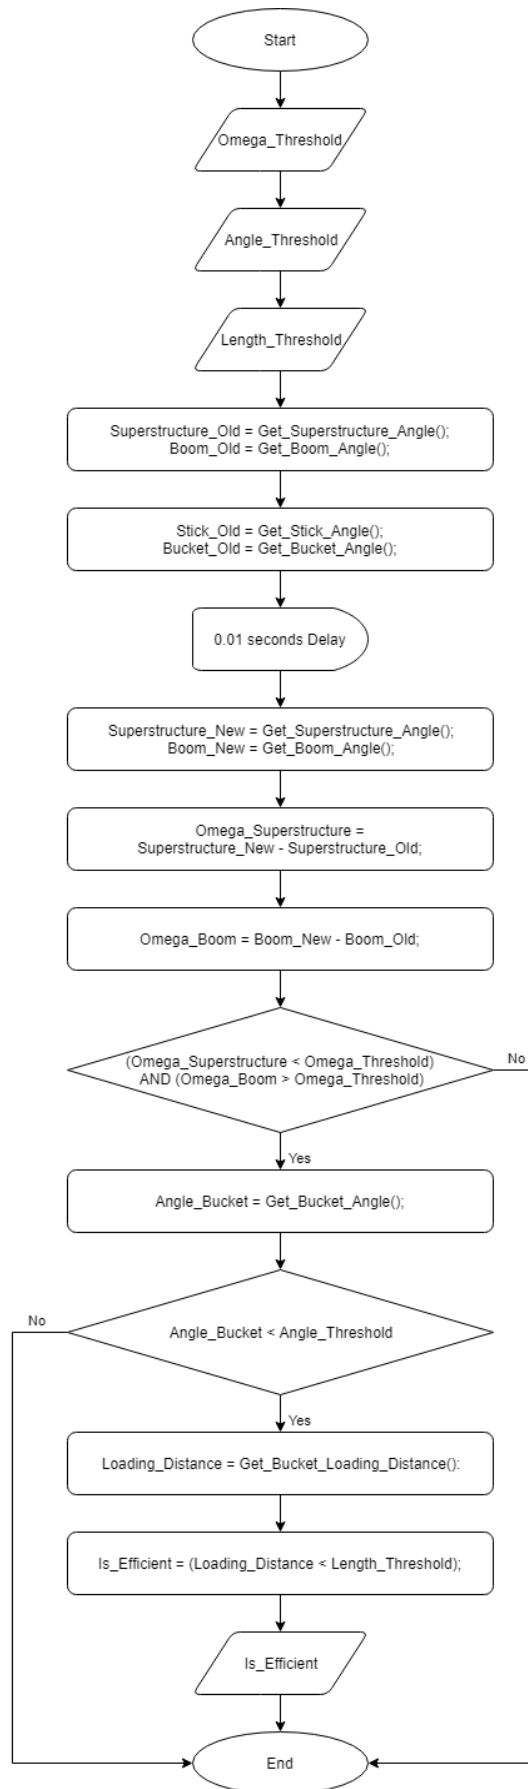 Start
Omega_Threshold
Angle_Threshold
Length_Threshold
Superstructure_Old = Get_Superstructure_Angle();
Boom_Old = Get_Boom_Angle();
Stick_Old = Get_Stick_Angle();
Bucket_Old = Get_Bucket_Angle();
0.01 seconds Delay
Superstructure_New = Get_Superstructure_Angle();
Boom_New = Get_Boom_Angle();
Omega_Superstructure =
Superstructure_New - Superstructure_Old;
Omega_Boom = Boom_New - Boom_Old;
(Omega_Superstructure < Omega_Threshold)
AND (Omega_Boom > Omega_Threshold)
No
Yes
Angle_Bucket = Get_Bucket_Angle();
No
Angle_Bucket < Angle_Threshold
Yes
Loading_Distance = Get_Bucket_Loading_Distance():
Is_Efficient = (Loading_Distance < Length_Threshold);
Is_Efficient
End